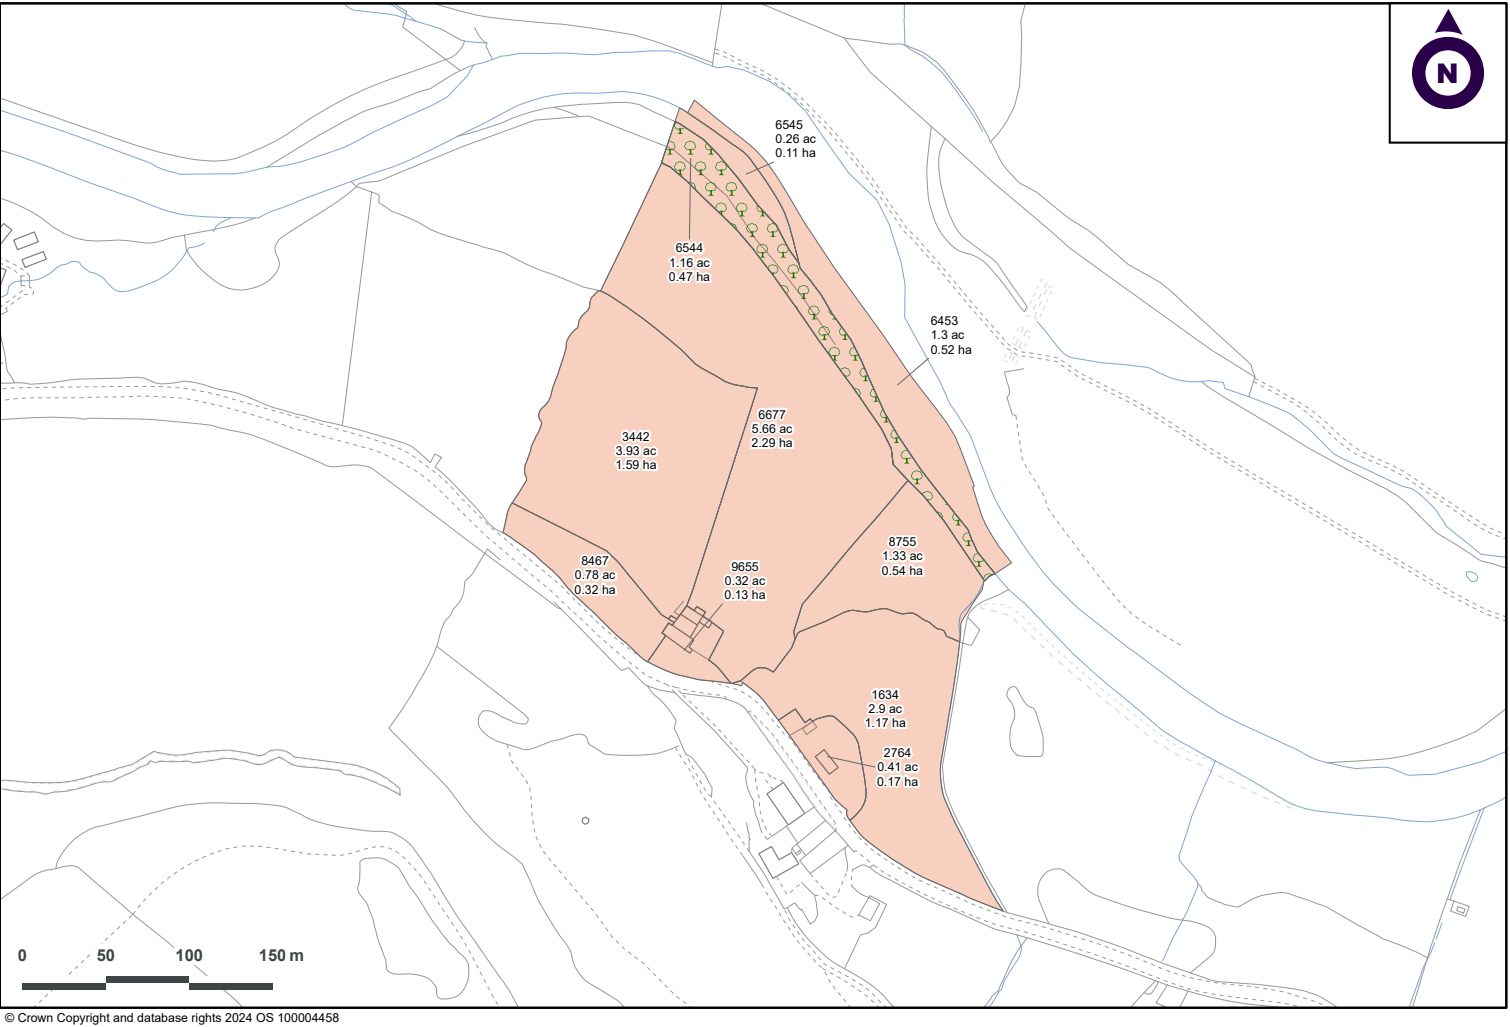 N
6545
0.26 ac
0.11 ha
6544
1.16 ac
0.47 ha
6453
1.3 ac
0.52 ha
6677
5.66 ac
2.29 ha
3442
3.93 ac
1.59 ha
8755
1.33 ac
0.54 ha
8467
0.78 ac
0.32 ha
9655
0.32 ac
0.13 ha
1634
2.9 ac
1.17 ha
2764
0.41 ac
0.17 ha
0 50 100 150 m
© Crown Copyright and database rights 2024 OS 100004458